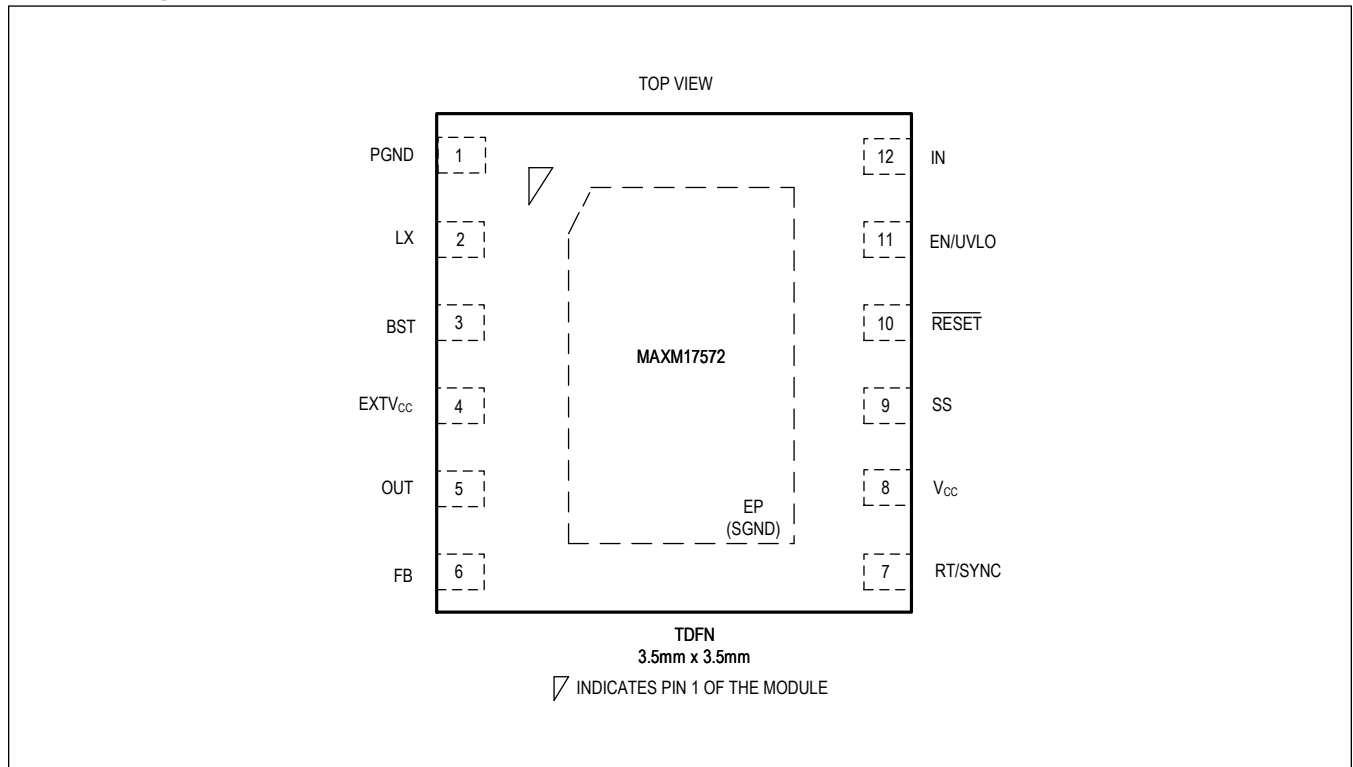 TOP VIEW
PGND 1 12 IN
LX 2 11 EN/UVLO
BST 3 10 RESET
MAXM17572
EXTVCC 4 9 SS
OUT 5 8 VCC
EP
(SGND)
FB 6 7 RT/SYNC
TDFN
3.5mm x 3.5mm
INDICATES PIN 1 OF THE MODULE